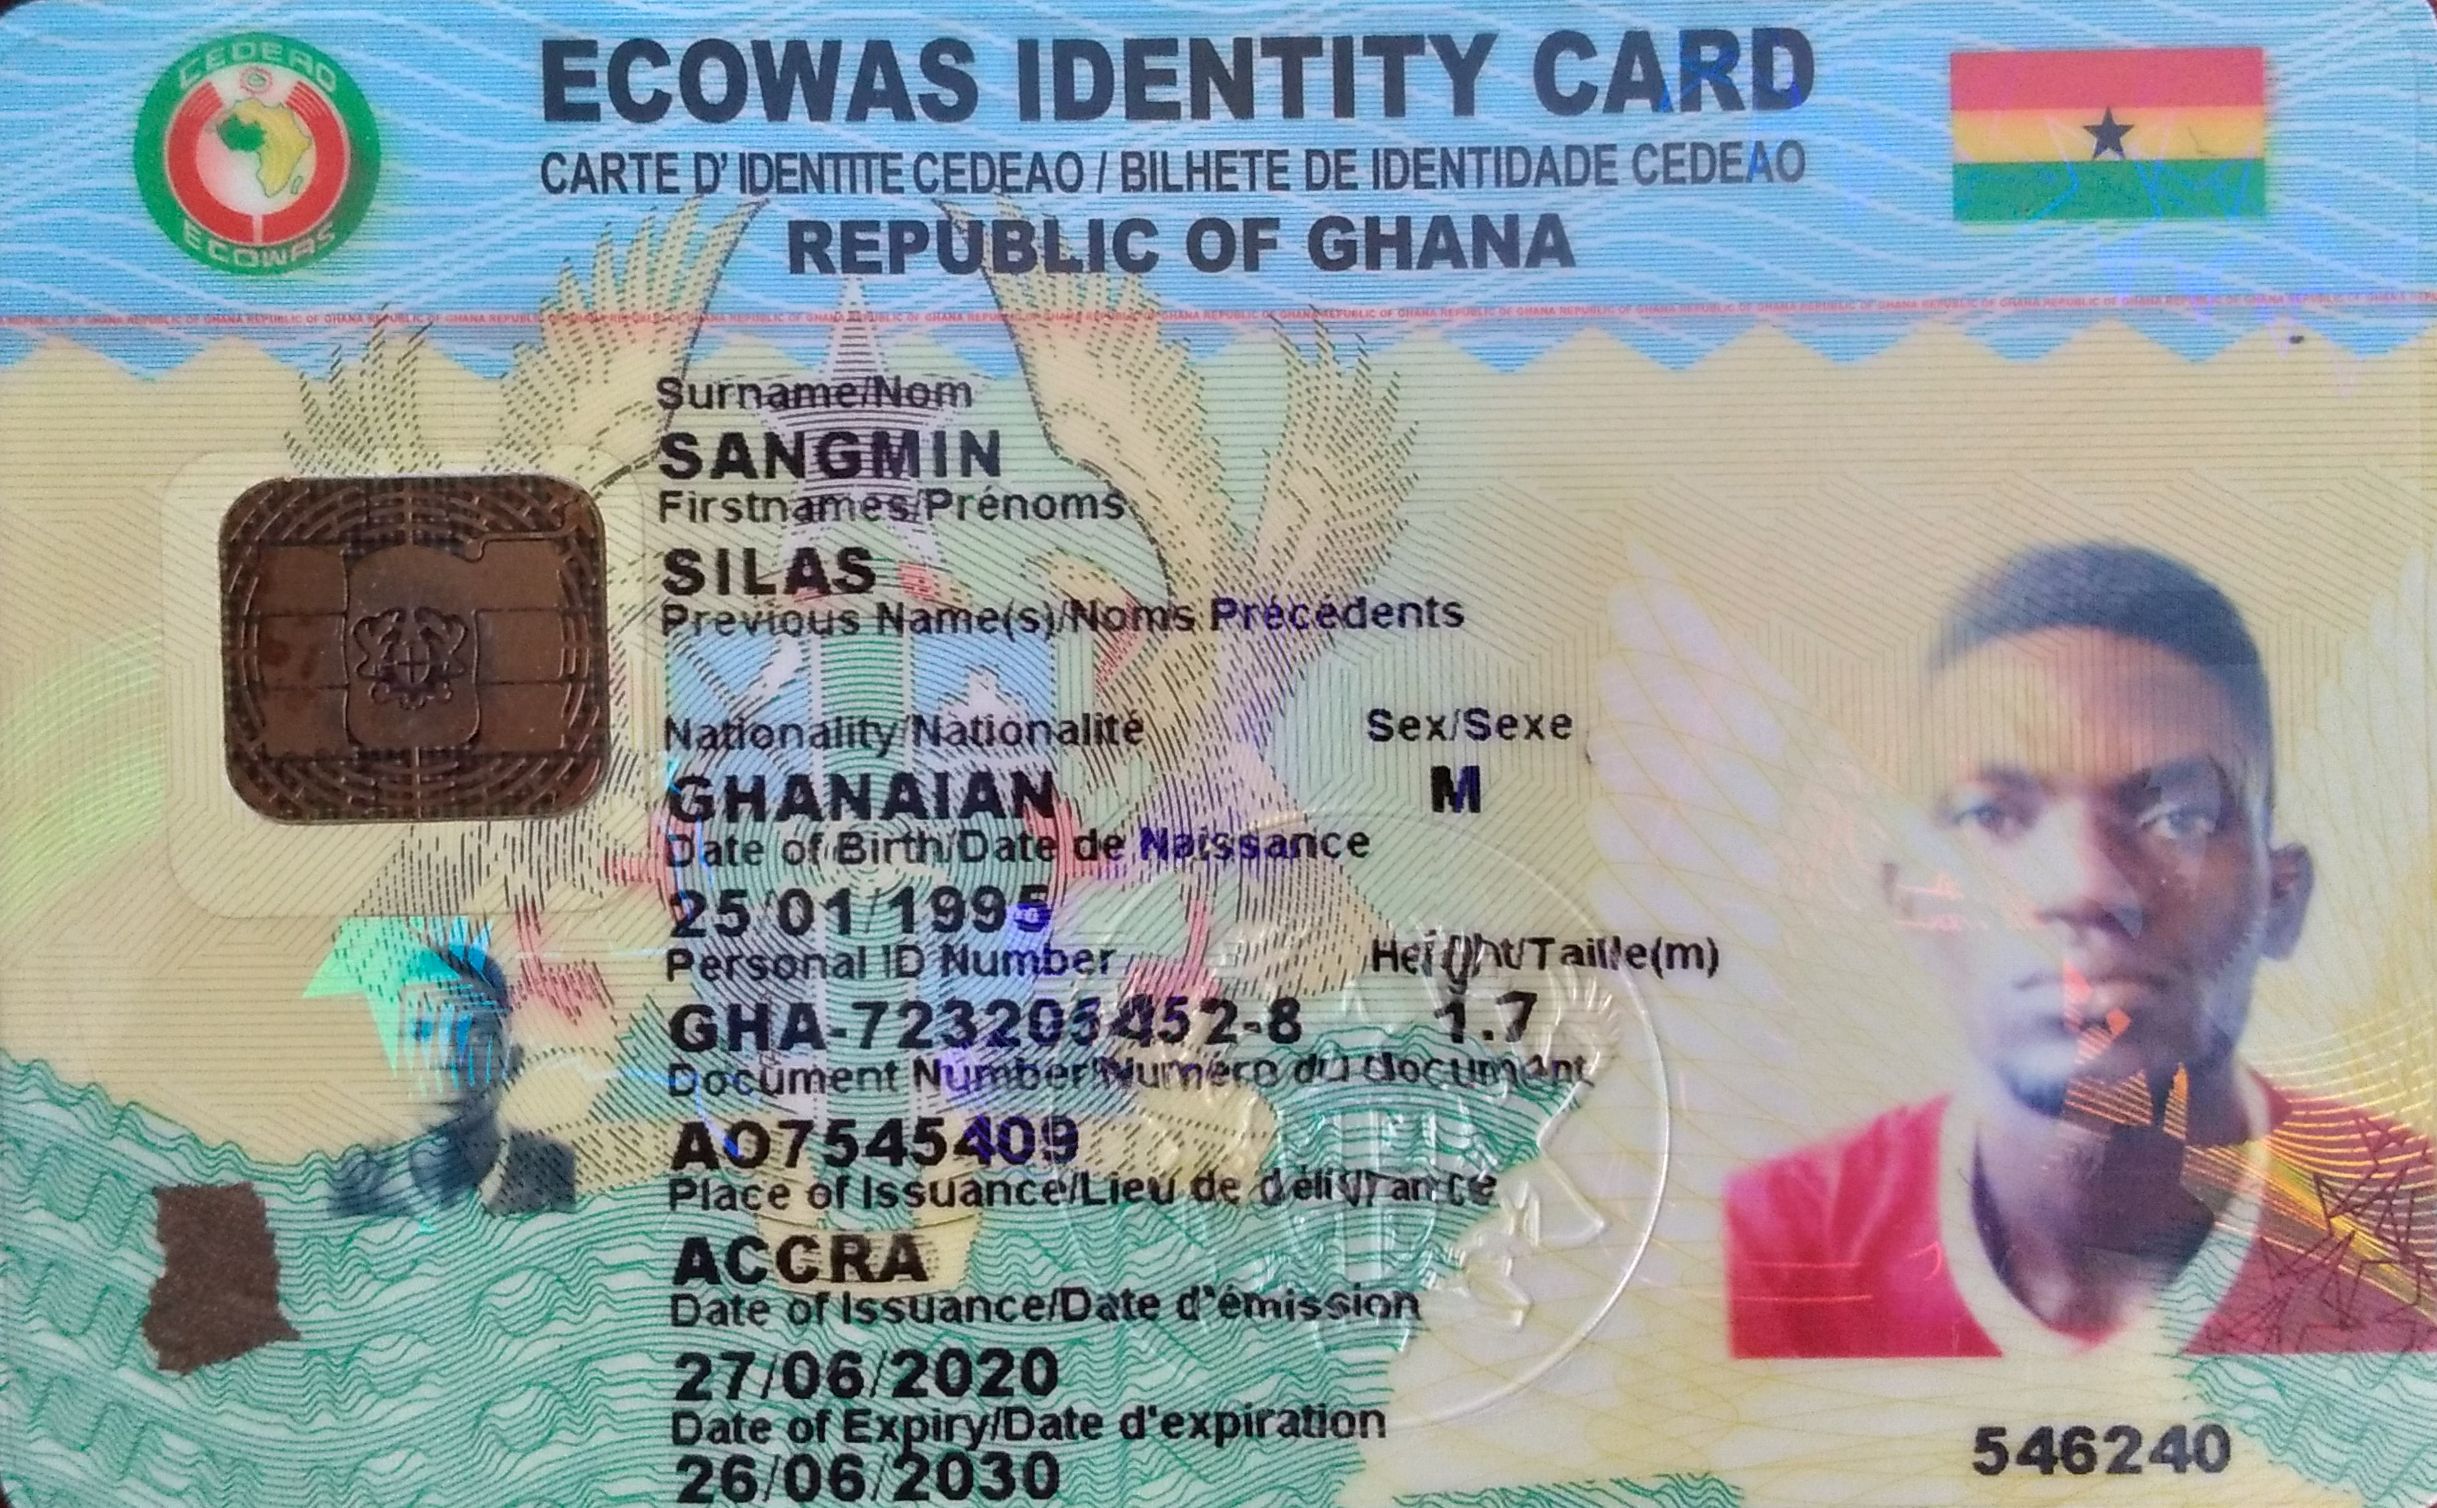 CEDEAO
ECOWAS
ECOWAS IDENTITY CARD
CARTE D'IDENTITE CEDEAO / BILHETE DE IDENTIDADE CEDEAO
REPUBLIC OF GHANA
REPUBLIC OF GHANA REPUBLIC OF GHANA REPUBLIC OF GHANA REPUBLIC OF GHANA
Surname/Nom
SANGMIN
Firstnames/Prénoms
SILAS
Previous Name(s)/Noms Précédents
Nationality/Nationalité Sex/Sexe
GHANAIAN M
Date of Birth/Date de Naissance
25/01/1995
Personal ID Number Height/Taille(m)
GHA-723205452-8 1.7
Document Number/Numéro du document
AO7545409
Place of Issuance/Lieu de délivrance
ACCRA
Date of Issuance/Date d'émission
27/06/2020
Date of Expiry/Date d'expiration
26/06/2030
546240